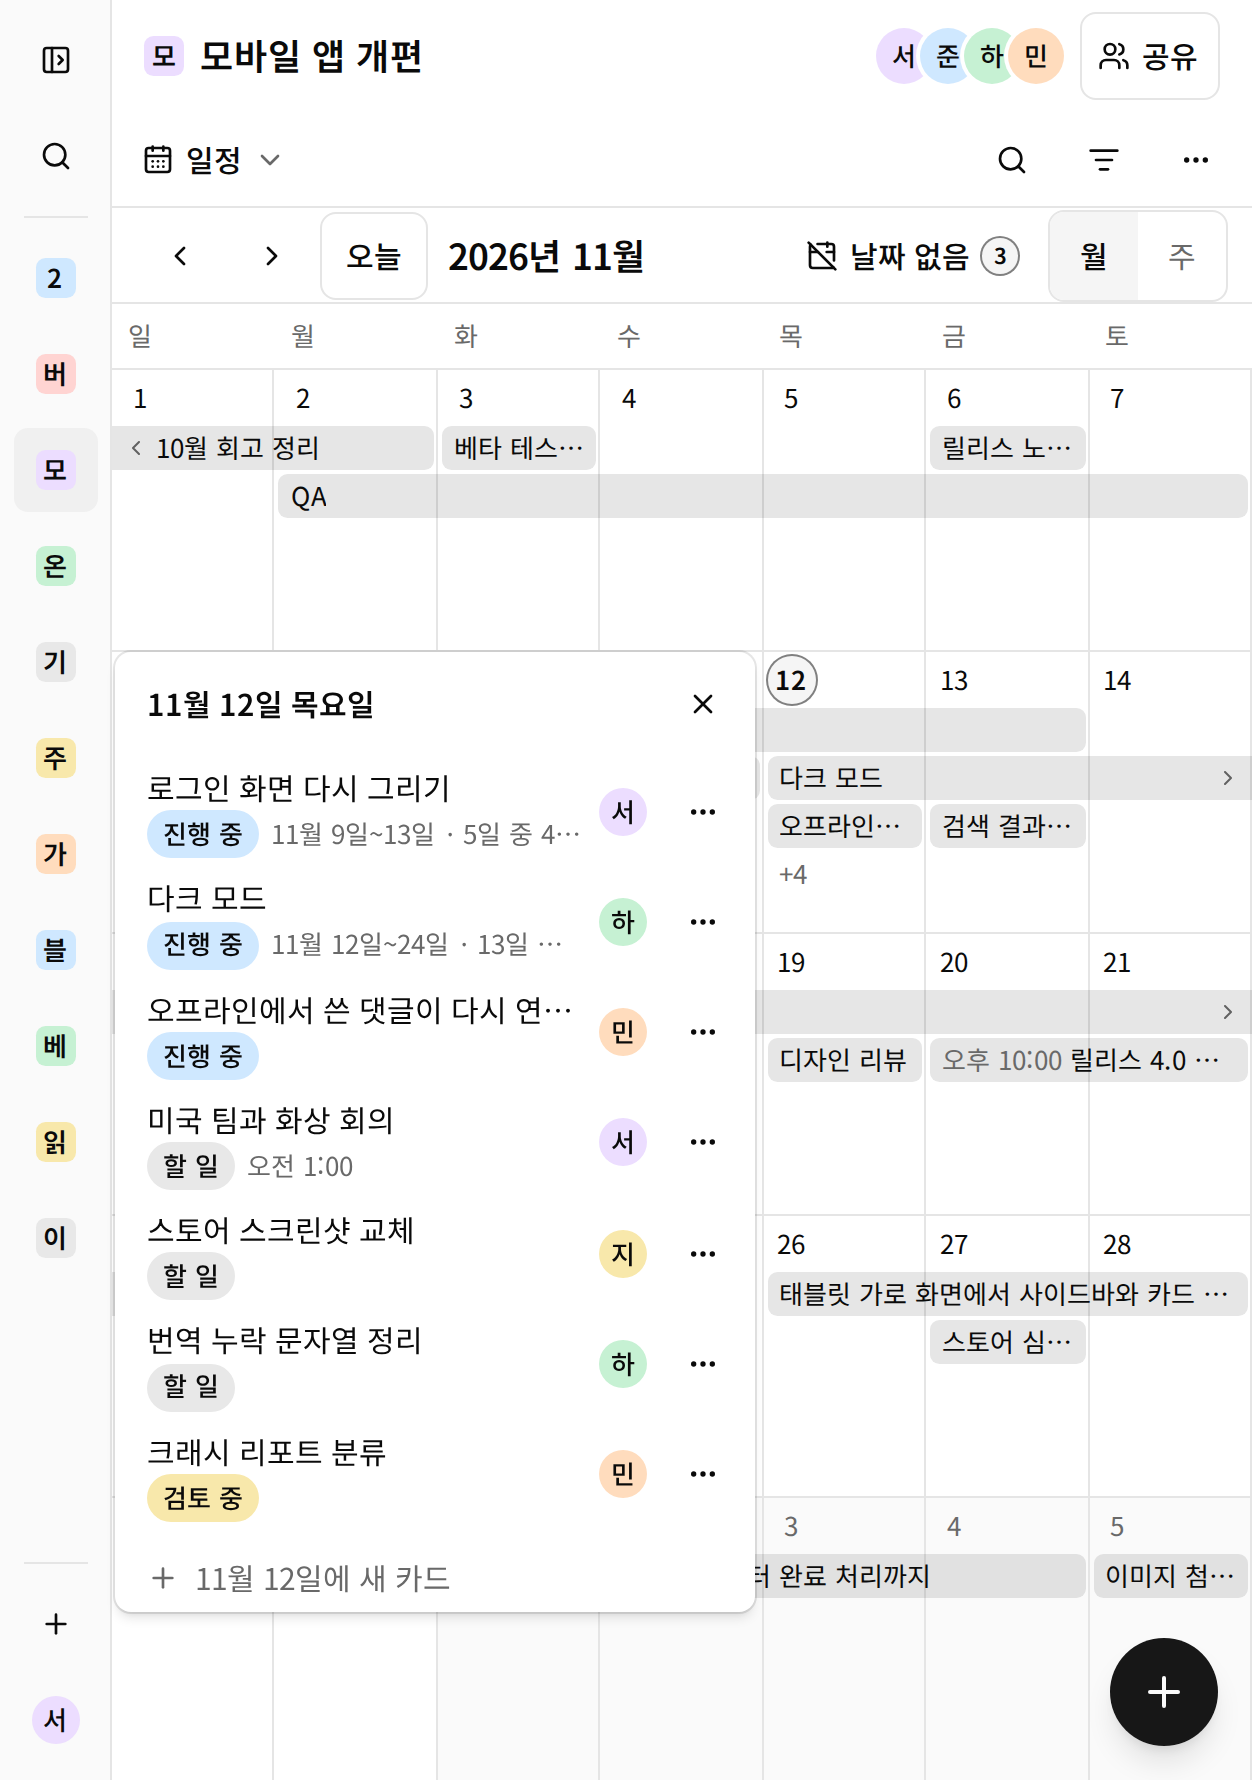 모 모바일 앱 개편
서 준 하 민 공유
일정
오늘 2026년 11월 날짜 없음 3 월 주
일 월 화 수 목 금 토
1 2 3 4 5 6 7
10월 회고 정리 베타 테스… 릴리스 노…
QA
2
버
모
온
기
주
가
블
베
읽
이
서
11월 12일 목요일
로그인 화면 다시 그리기
진행 중 11월 9일~13일 · 5일 중 4…
서
다크 모드
진행 중 11월 12일~24일 · 13일 …
하
오프라인에서 쓴 댓글이 다시 연…
진행 중
민
미국 팀과 화상 회의
할 일 오전 1:00
서
스토어 스크린샷 교체
할 일
지
번역 누락 문자열 정리
할 일
하
크래시 리포트 분류
검토 중
민
11월 12일에 새 카드
12 13 14
다크 모드
오프라인… 검색 결과…
+4
19 20 21
디자인 리뷰 오후 10:00 릴리스 4.0 …
26 27 28
태블릿 가로 화면에서 사이드바와 카드 …
스토어 심…
3 4 5
완료 처리까지 이미지 첨…